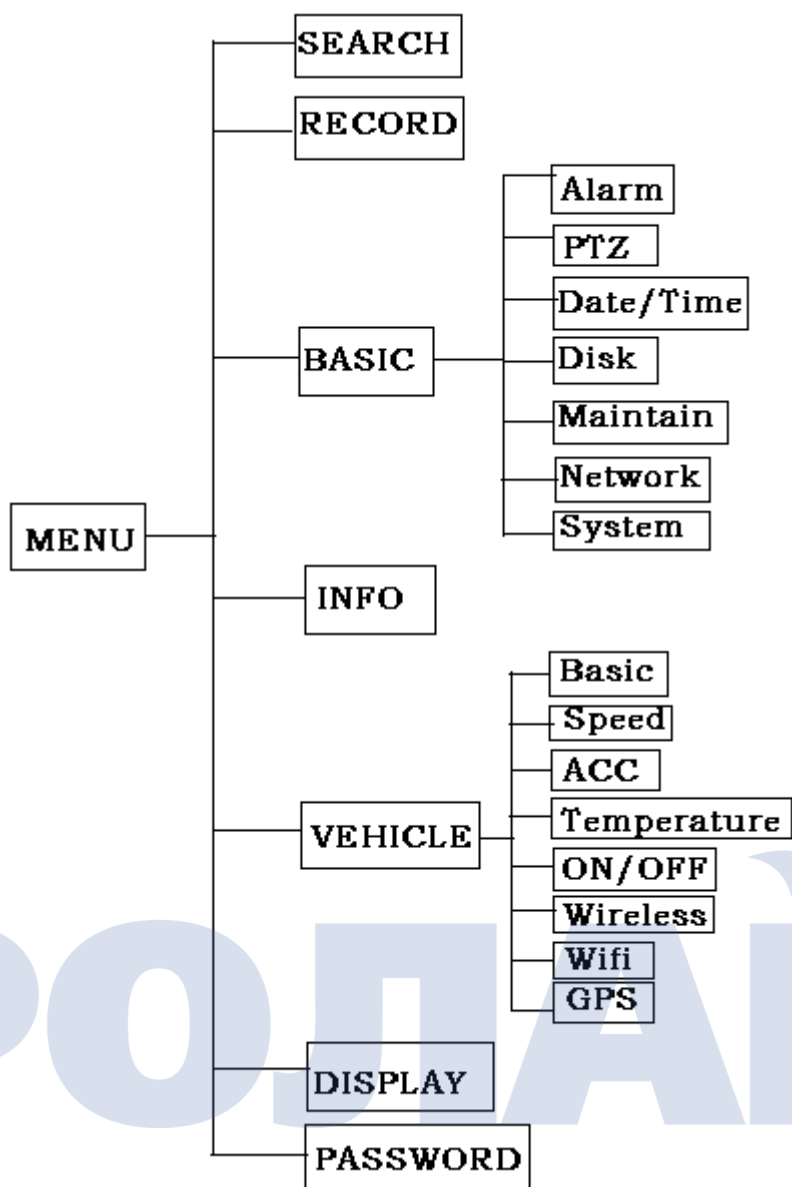 SEARCH
RECORD
Alarm
PTZ
Date/Time
BASIC
Disk
Maintain
Network
System
MENU
INFO
Basic
Speed
ACC
Temperature
VEHICLE
ON/OFF
Wireless
Wifi
GPS
DISPLAY
PASSWORD